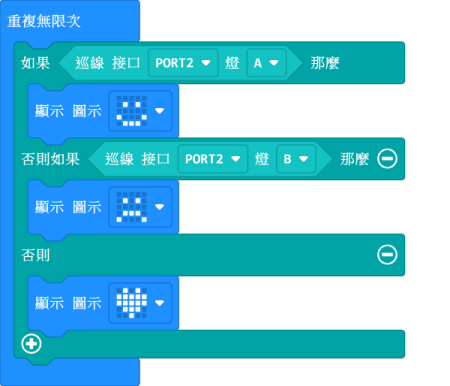 重複無限次
如果 巡線 接口 PORT2 燈 A 那麼
顯示 圖示
否則如果 巡線 接口 PORT2 燈 B 那麼
顯示 圖示
否則
顯示 圖示